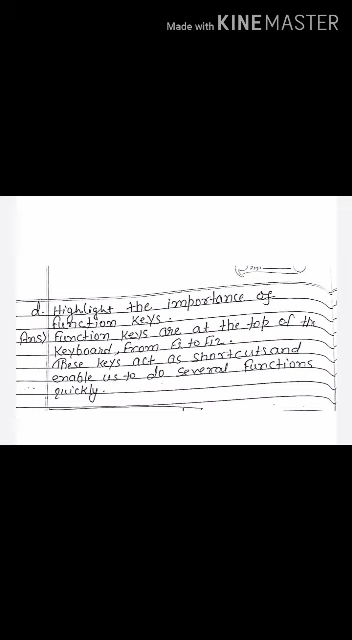 Made with KINEMASTER
d. Highlight the importance of
function keys.
Ans) Function keys are at the top of the
Keyboard, from F1 to F12.
These keys act as shortcuts and
enable us to do several functions
quickly.